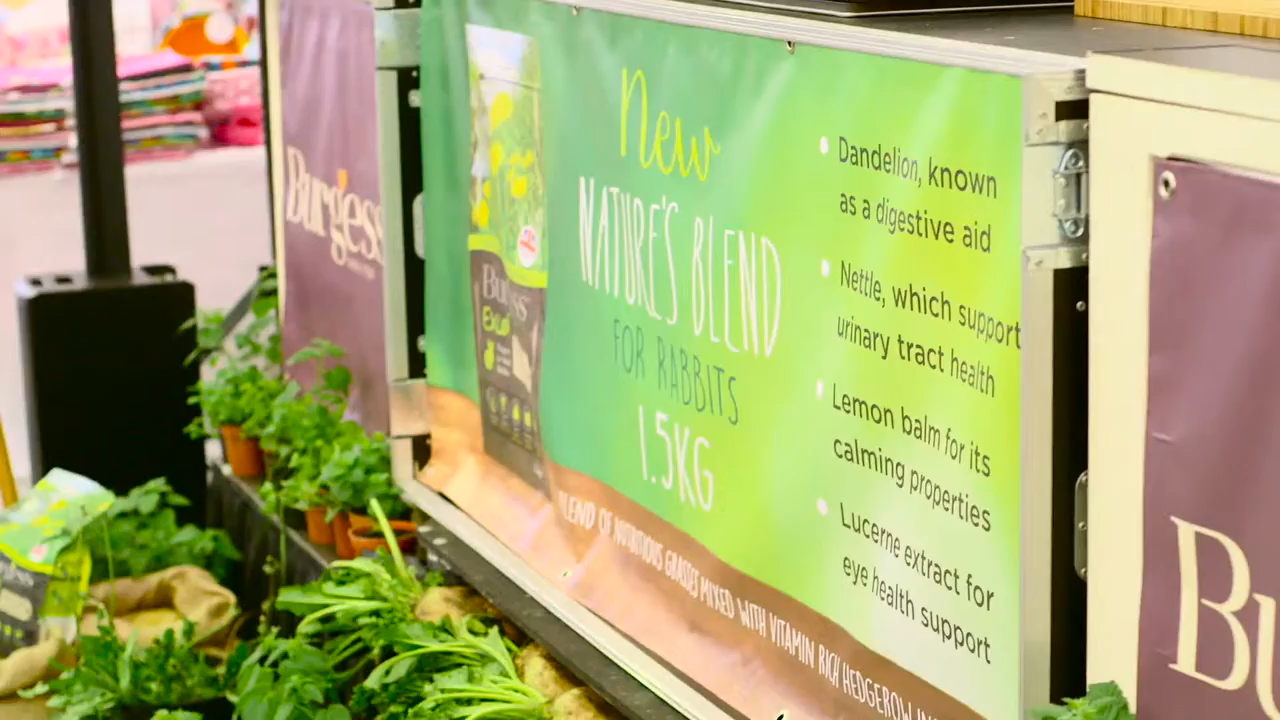 Burgess
New
NATURE'S BLEND
FOR RABBITS
1.5KG
Dandelion, known
as a digestive aid
Nettle, which support
urinary tract health
Lemon balm for its
calming properties
Lucerne extract for
eye health support
BLEND OF NUTRITIOUS GRASSES MIXED WITH VITAMIN RICH HEDGEROW
Burgess
Excel
Bu